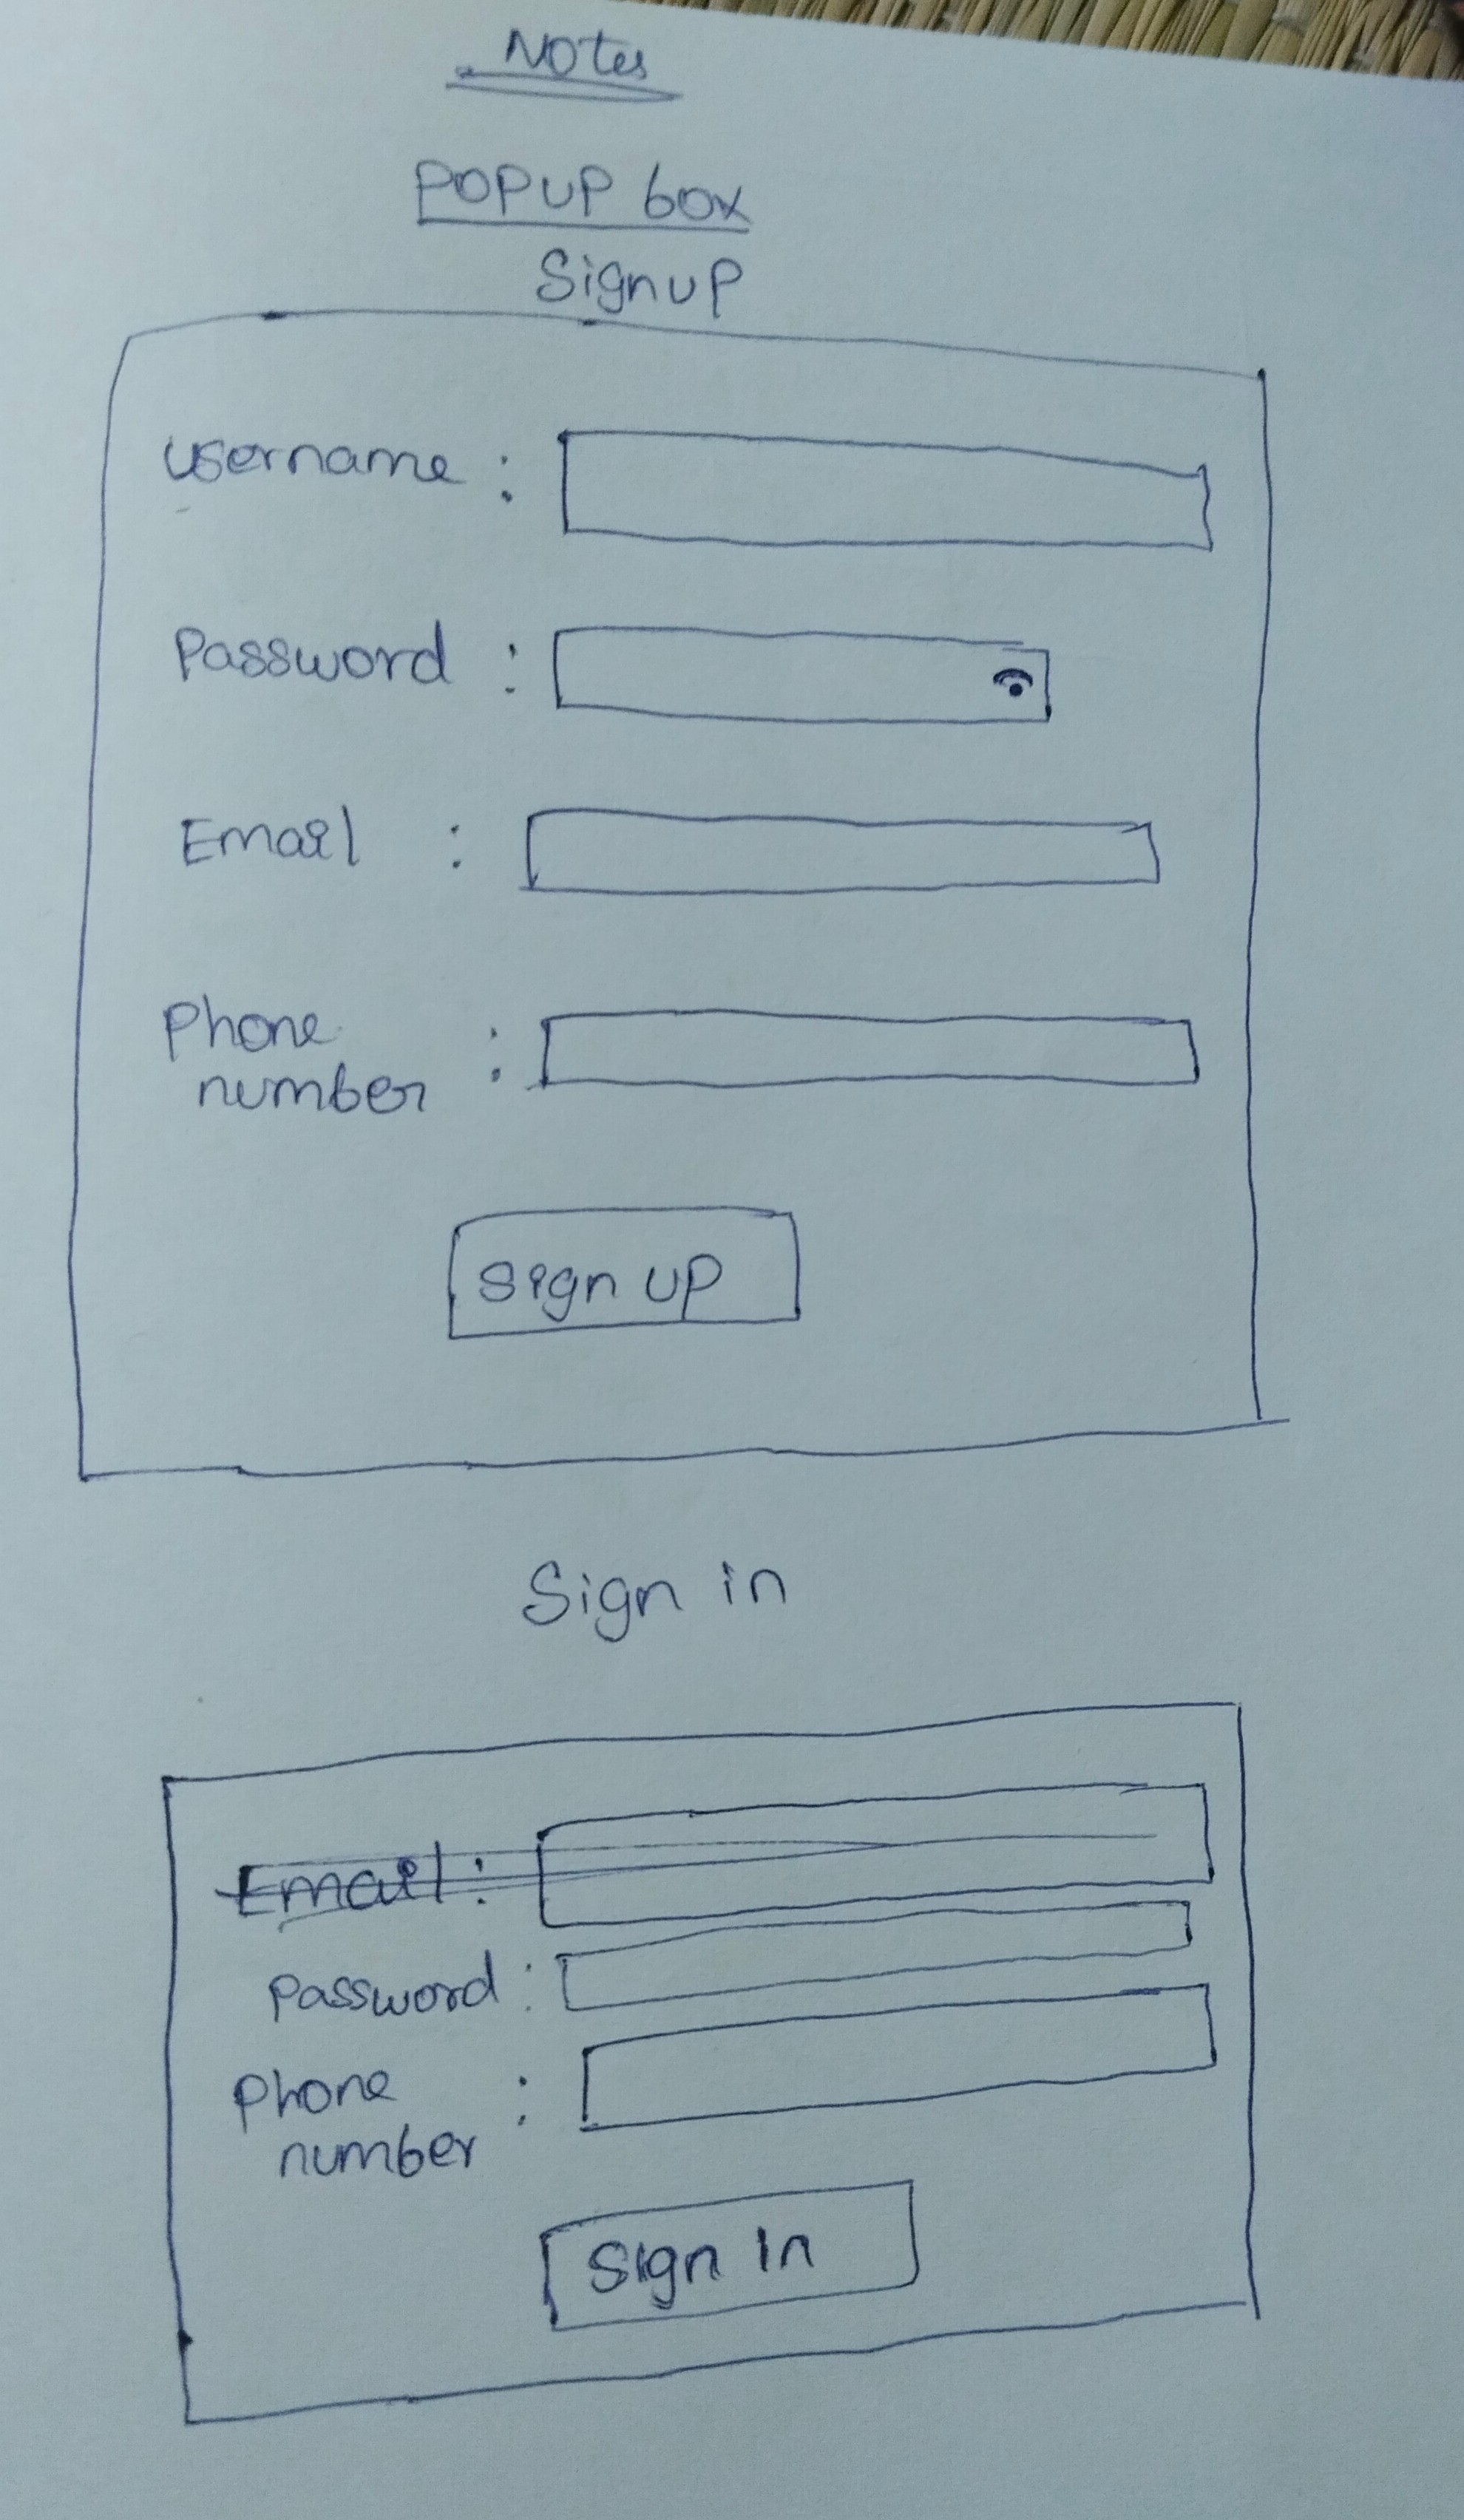 Notes
POPUP box
Signup
username :
Password :
Email :
Phone
number :
Sign up
Sign in
Email :
Password :
Phone
number :
Sign In